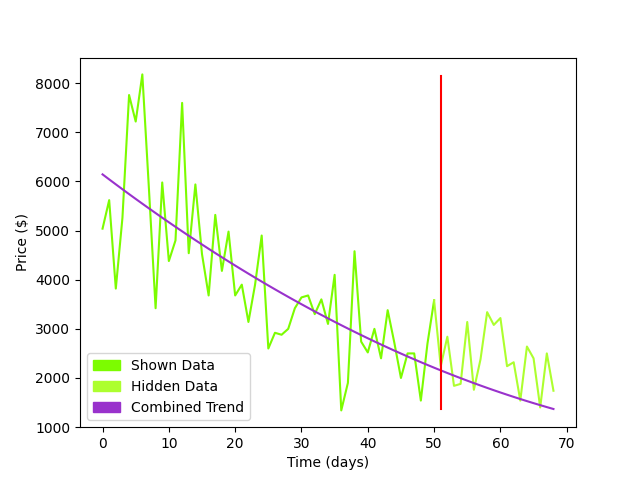 8000
7000
6000
5000
4000
3000
2000
1000
Price ($)
Shown Data
Hidden Data
Combined Trend
0 10 20 30 40 50 60 70
Time (days)